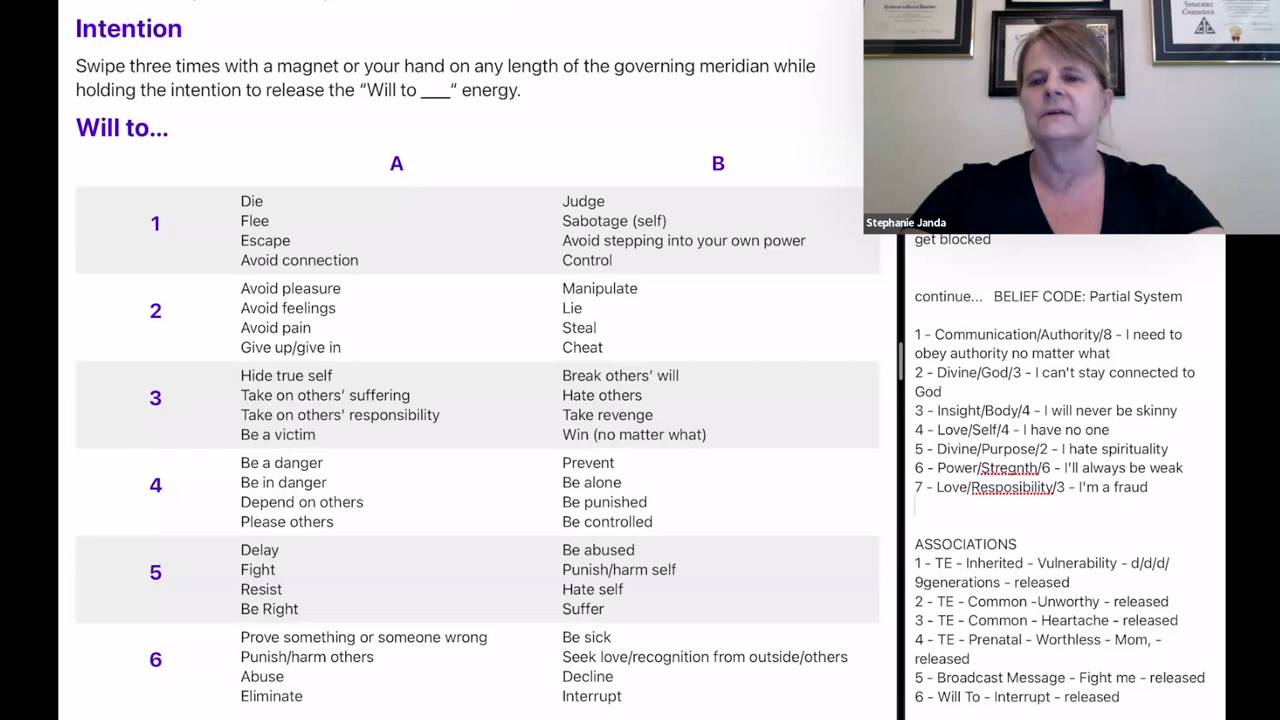 Intention
Swipe three times with a magnet or your hand on any length of the governing meridian while
holding the intention to release the “Will to ___“ energy.
Will to...
A B
1
Die Judge
Flee Sabotage (self)
Escape Avoid stepping into your own power
Avoid connection Control
2
Avoid pleasure Manipulate
Avoid feelings Lie
Avoid pain Steal
Give up/give in Cheat
3
Hide true self Break others’ will
Take on others’ suffering Hate others
Take on others’ responsibility Take revenge
Be a victim Win (no matter what)
4
Be a danger Prevent
Be in danger Be alone
Depend on others Be punished
Please others Be controlled
5
Delay Be abused
Fight Punish/harm self
Resist Hate self
Be Right Suffer
6
Prove something or someone wrong Be sick
Punish/harm others Seek love/recognition from outside/others
Abuse Decline
Eliminate Interrupt
Insurance
Counselors
CIC
Stephanie Janda
get blocked
continue... BELIEF CODE: Partial System
1 - Communication/Authority/8 - I need to
obey authority no matter what
2 - Divine/God/3 - I can't stay connected to
God
3 - Insight/Body/4 - I will never be skinny
4 - Love/Self/4 - I have no one
5 - Divine/Purpose/2 - I hate spirituality
6 - Power/Stregnth/6 - I'll always be weak
7 - Love/Resposibility/3 - I'm a fraud
ASSOCIATIONS
1 - TE - Inherited - Vulnerability - d/d/d/
9generations - released
2 - TE - Common -Unworthy - released
3 - TE - Common - Heartache - released
4 - TE - Prenatal - Worthless - Mom, -
released
5 - Broadcast Message - Fight me - released
6 - Will To - Interrupt - released